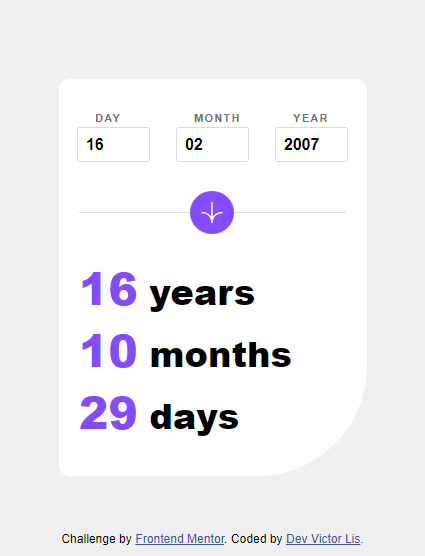 DAY MONTH YEAR
16 02 2007
16 years
10 months
29 days
Challenge by Frontend Mentor. Coded by Dev Victor Lis.